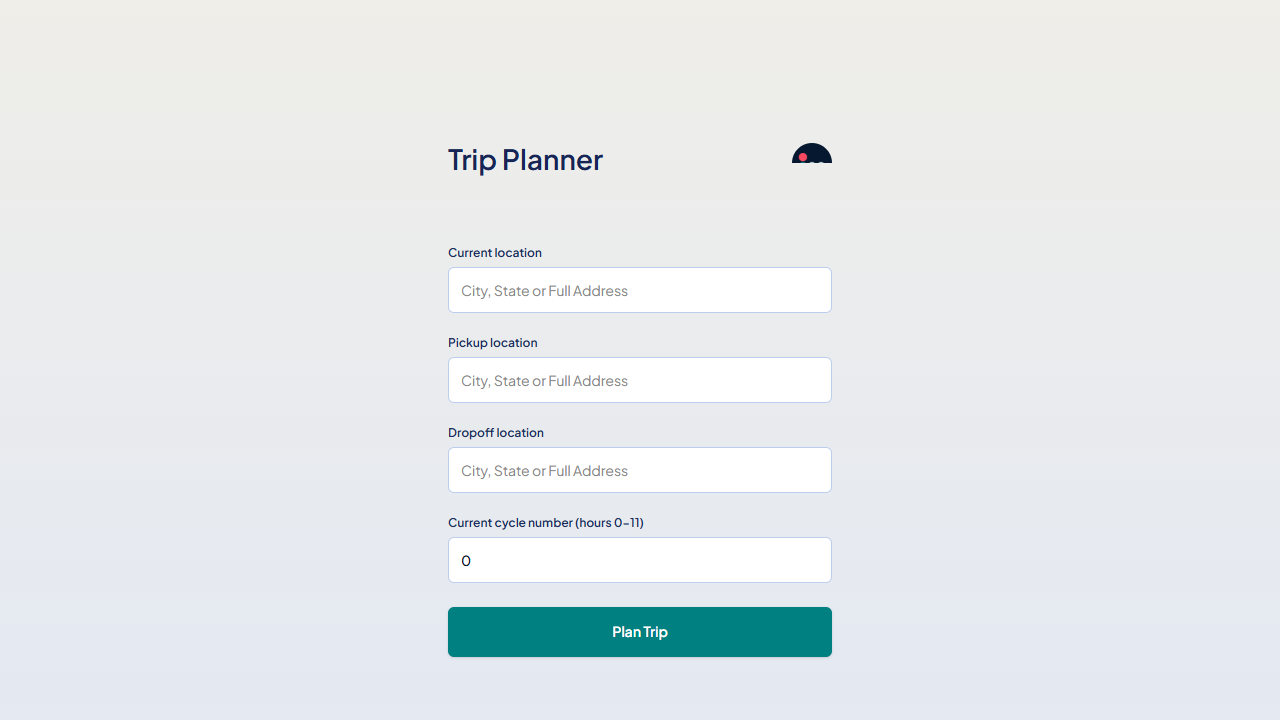 Trip Planner
Current location
City, State or Full Address
Pickup location
City, State or Full Address
Dropoff location
City, State or Full Address
Current cycle number (hours 0–11)
0
Plan Trip